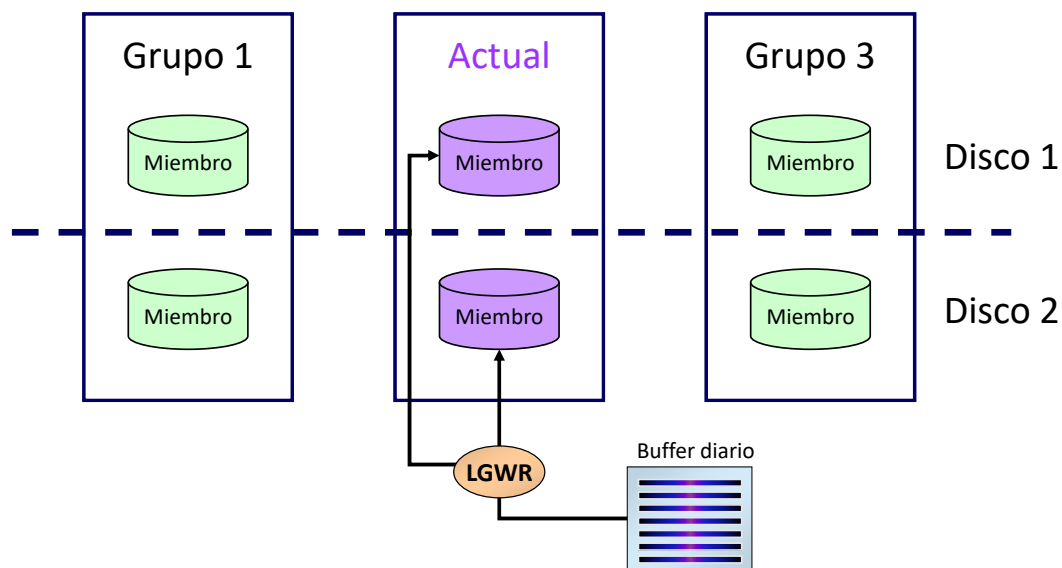 Grupo 1
Actual
Grupo 3
Miembro
Miembro
Miembro
Disco 1
Miembro
Miembro
Miembro
Disco 2
LGWR
Buffer diario